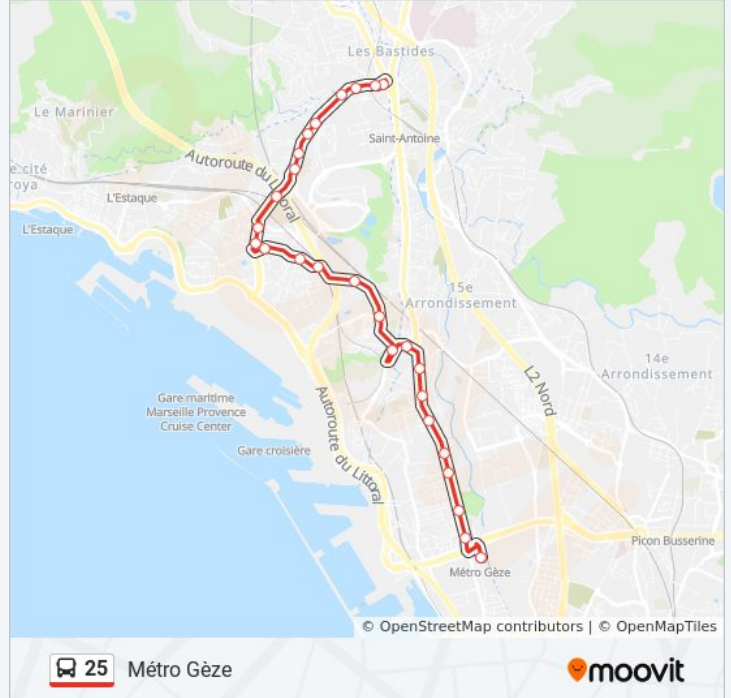 Les Bastides
Le Marinier
Saint-Antoine
Autoroute du Littoral
e cité
roya
L'Estaque
L'Estaque
15e
Arrondissement
14e
Arrondissement
L2 Nord
Gare maritime
Marseille Provence
Cruise Center
Autoroute du Littoral
Gare croisière
Picon Busserine
Métro Gèze
© OpenStreetMap contributors | © OpenMapTiles
25 Métro Gèze
moovit